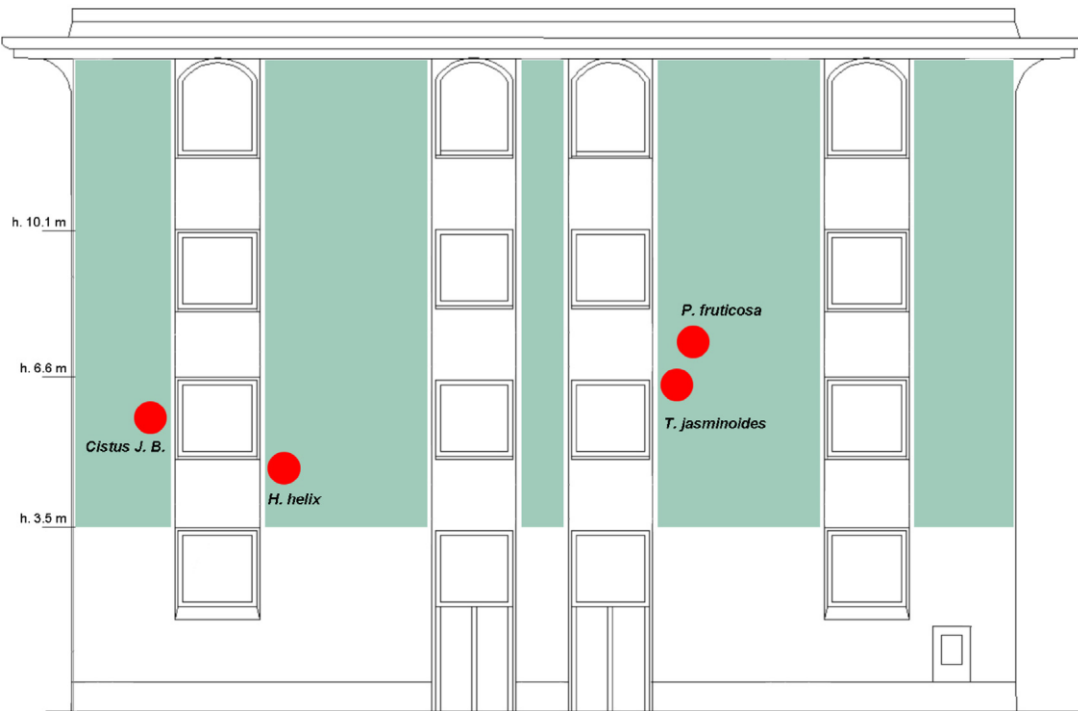 h. 10.1 m
P. fruticosa
h. 6.6 m
T. jasminoides
Cistus J. B.
H. helix
h. 3.5 m